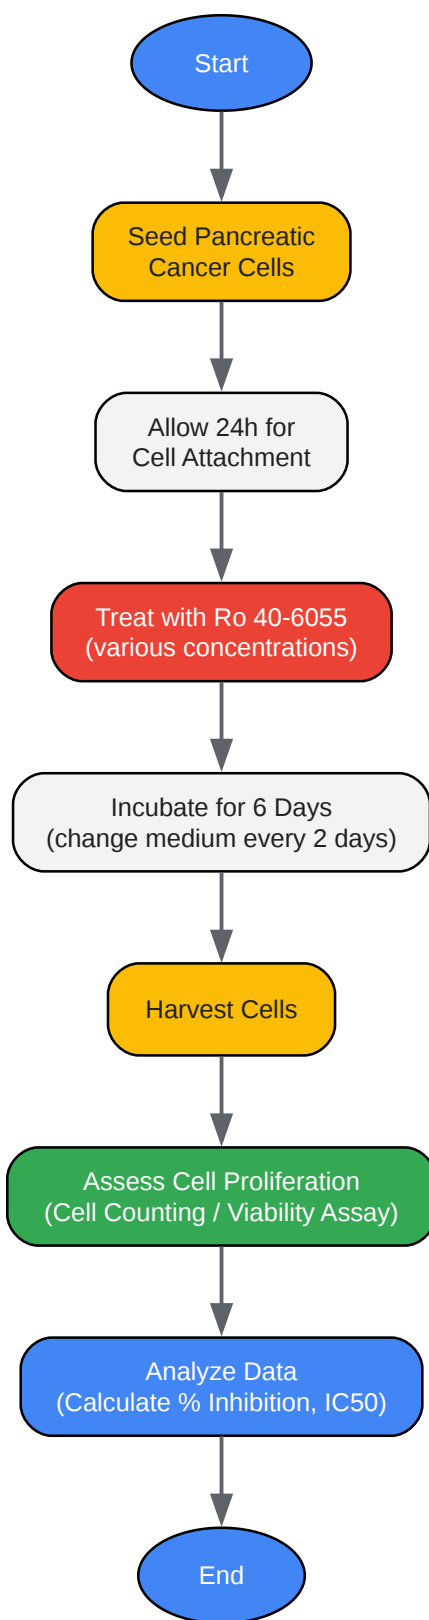 Start
Seed Pancreatic
Cancer Cells
Allow 24h for
Cell Attachment
Treat with Ro 40-6055
(various concentrations)
Incubate for 6 Days
(change medium every 2 days)
Harvest Cells
Assess Cell Proliferation
(Cell Counting / Viability Assay)
Analyze Data
(Calculate % Inhibition, IC50)
End